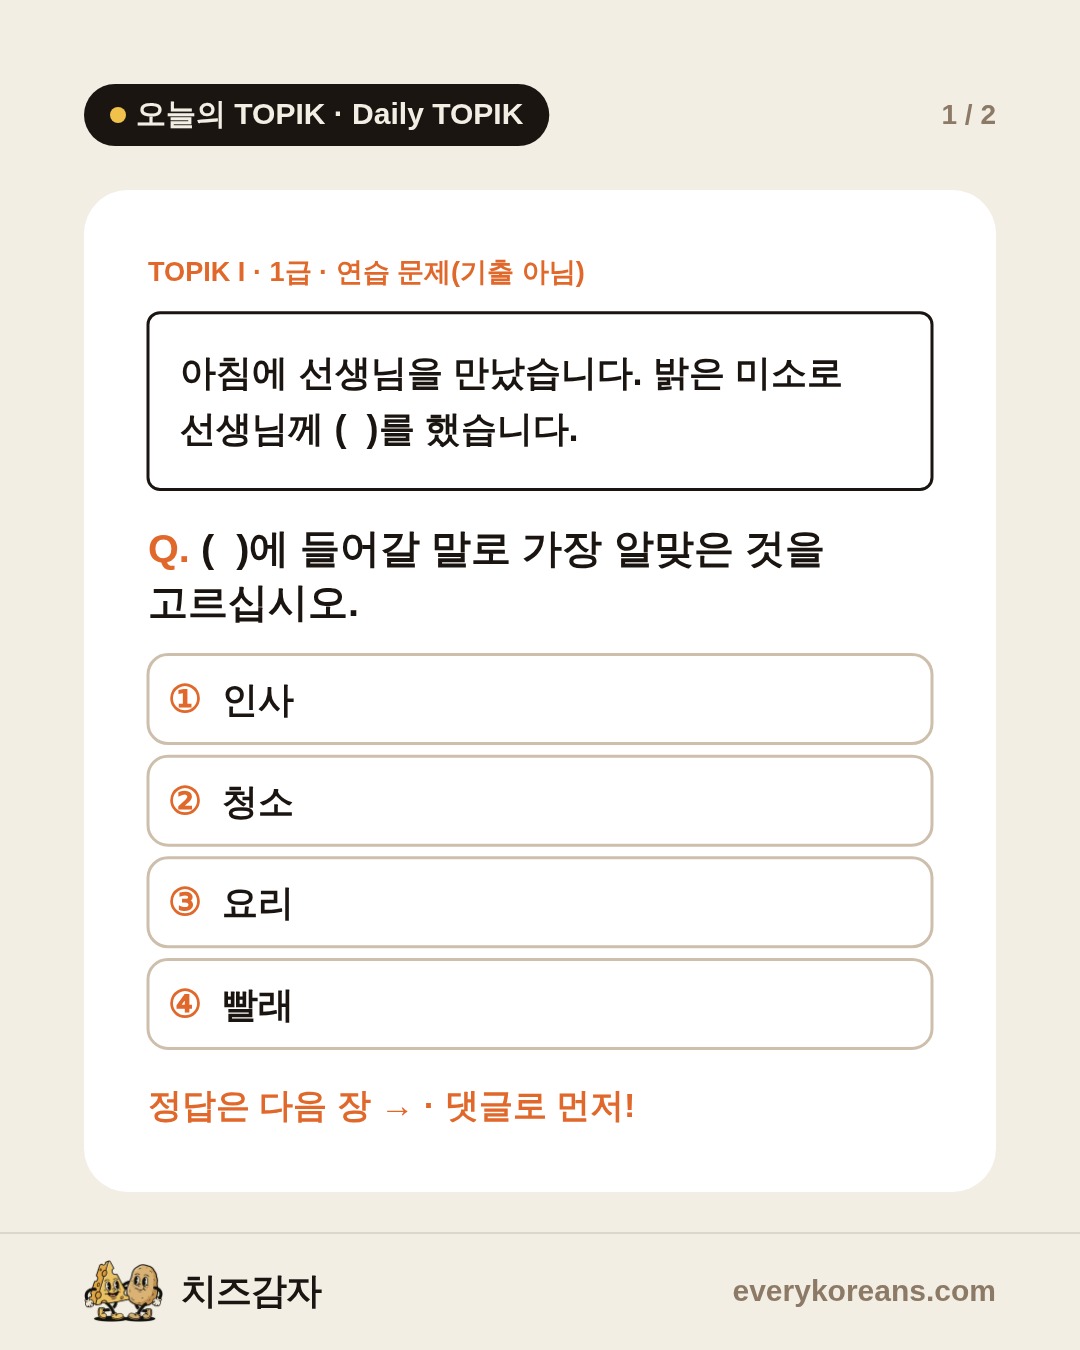 오늘의 TOPIK · Daily TOPIK
1 / 2
TOPIK I · 1급 · 연습 문제(기출 아님)
아침에 선생님을 만났습니다. 밝은 미소로
선생님께 (  )를 했습니다.
Q. (  )에 들어갈 말로 가장 알맞은 것을
고르십시오.
① 인사
② 청소
③ 요리
④ 빨래
정답은 다음 장 → · 댓글로 먼저!
치즈감자
everykoreans.com